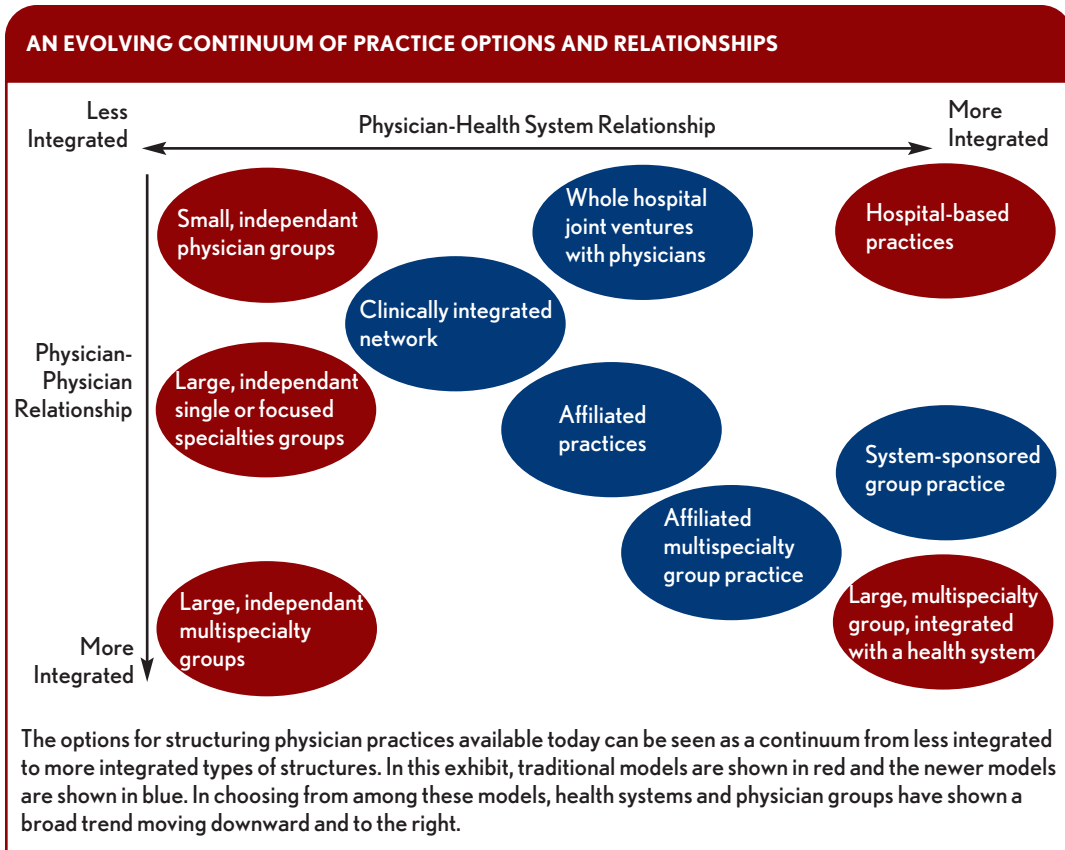 AN EVOLVING CONTINUUM OF PRACTICE OPTIONS AND RELATIONSHIPS
Less
Integrated
Physician-Health System Relationship
More
Integrated
Small, independant
physician groups
Whole hospital
joint ventures
with physicians
Hospital-based
practices
Clinically integrated
network
Physician-
Physician
Relationship
Large, independant
single or focused
specialties groups
Affiliated
practices
System-sponsored
group practice
Affiliated
multispecialty
group practice
Large, independant
multispecialty
groups
Large, multispecialty
group, integrated
with a health system
More
Integrated
The options for structuring physician practices available today can be seen as a continuum from less integrated
to more integrated types of structures. In this exhibit, traditional models are shown in red and the newer models
are shown in blue. In choosing from among these models, health systems and physician groups have shown a
broad trend moving downward and to the right.